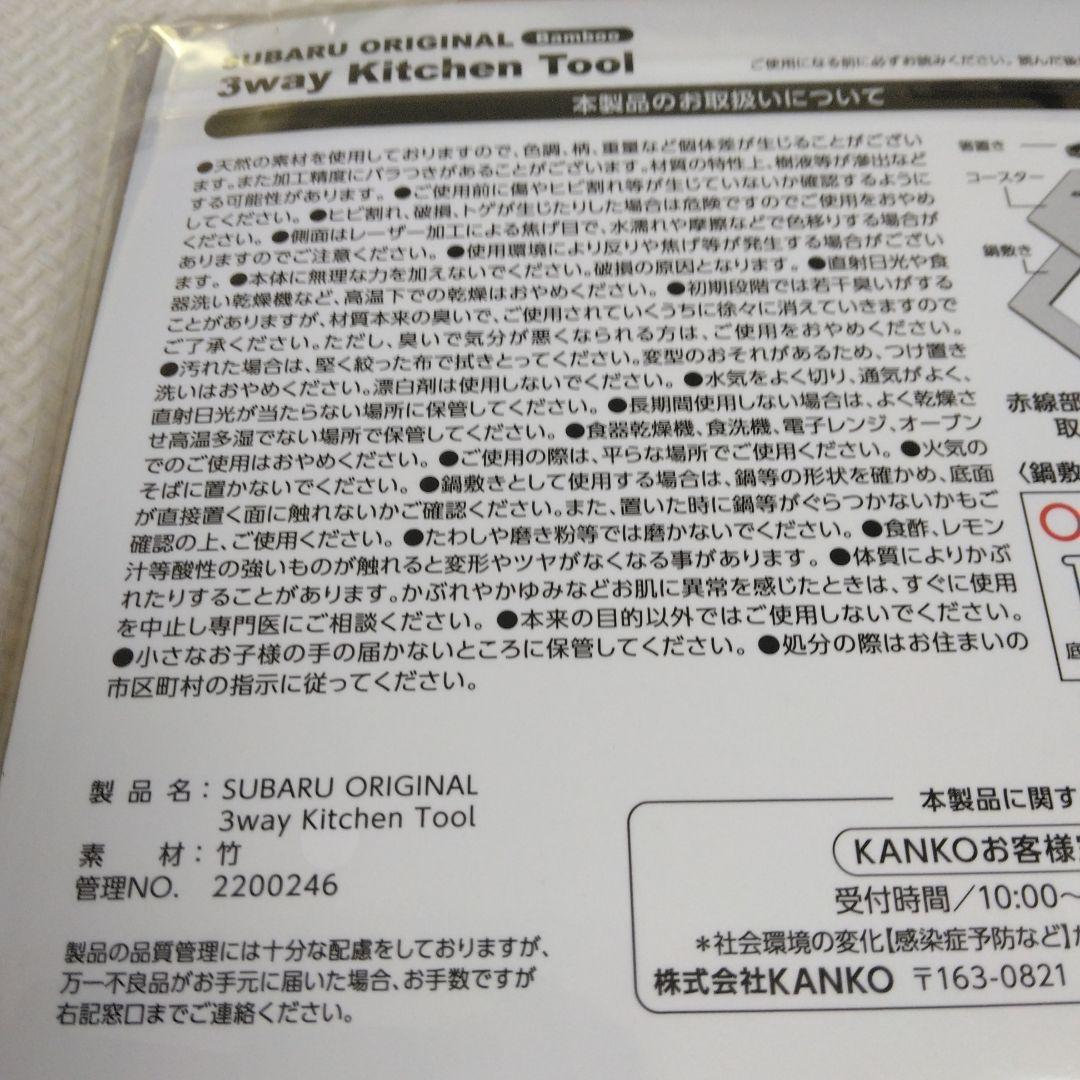 SUBARU ORIGINAL Bamboo
3way Kitchen Tool
ご使用になる前に必ずお読みください。読んだ後
本製品のお取扱いについて
●天然の素材を使用しておりますので、色調、柄、重量など個体差が生じることがござい
ます。また加工精度にバラつきがあることがございます。材質の特性上、樹液等が滲出など
する可能性があります。 ●ご使用前に傷やヒビ割れ等が生じていないか確認するように
してください。 ●ヒビ割れ、破損、トゲが生じたりした場合は危険ですのでご使用をおやめ
ください。 ●側面はレーザー加工による焦げ目で、水濡れや摩擦などで色移りする場合が
ありますのでご注意ください。 ●使用環境により反りや焦げ等が発生する場合がござい
ます。 ●本体に無理な力を加えないでください。破損の原因となります。 ●直射日光や食
器洗い乾燥機など、高温下での乾燥はおやめください。 ●初期段階では若干臭いがする
ことがありますが、材質本来の臭いで、ご使用されていくうちに徐々に消えていきますので
ご了承ください。ただし、臭いで気分が悪くなられる方は、ご使用をおやめください。
●汚れた場合は、堅く絞った布で拭きとってください。変型のおそれがあるため、つけ置き
洗いはおやめください。漂白剤は使用しないでください。 ●水気をよく切り、通気がよく、
直射日光が当たらない場所に保管してください。 ●長期間使用しない場合は、よく乾燥さ
せ高温多湿でない場所で保管してください。 ●食器乾燥機、食洗機、電子レンジ、オーブン
でのご使用はおやめください。 ●ご使用の際は、平らな場所でご使用ください。 ●火気の
そばに置かないでください。 ●鍋敷きとして使用する場合は、鍋等の形状を確かめ、底面
が直接置く面に触れないかご確認ください。また、置いた時に鍋等がぐらつかないかもご
確認の上、ご使用ください。 ●たわしや磨き粉等では磨かないでください。 ●食酢、レモン
汁等酸性の強いものが触れると変形やツヤがなくなる事があります。 ●体質によりかぶ
れたりすることがあります。かぶれやかゆみなどお肌に異常を感じたときは、すぐに使用
を中止し専門医にご相談ください。 ●本来の目的以外ではご使用しないでください。
●小さなお子様の手の届かないところに保管してください。 ●処分の際はお住まいの
市区町村の指示に従ってください。
箸置き
コースター
鍋敷き
赤線部
取
〈鍋敷
底
製品名：SUBARU ORIGINAL
3way Kitchen Tool
素　材：竹
管理NO. 2200246
製品の品質管理には十分な配慮をしておりますが、
万一不良品がお手元に届いた場合、お手数ですが
右記窓口までご連絡ください。
本製品に関す
KANKOお客様
受付時間／10:00～
*社会環境の変化【感染症予防など】
株式会社KANKO 〒163-0821